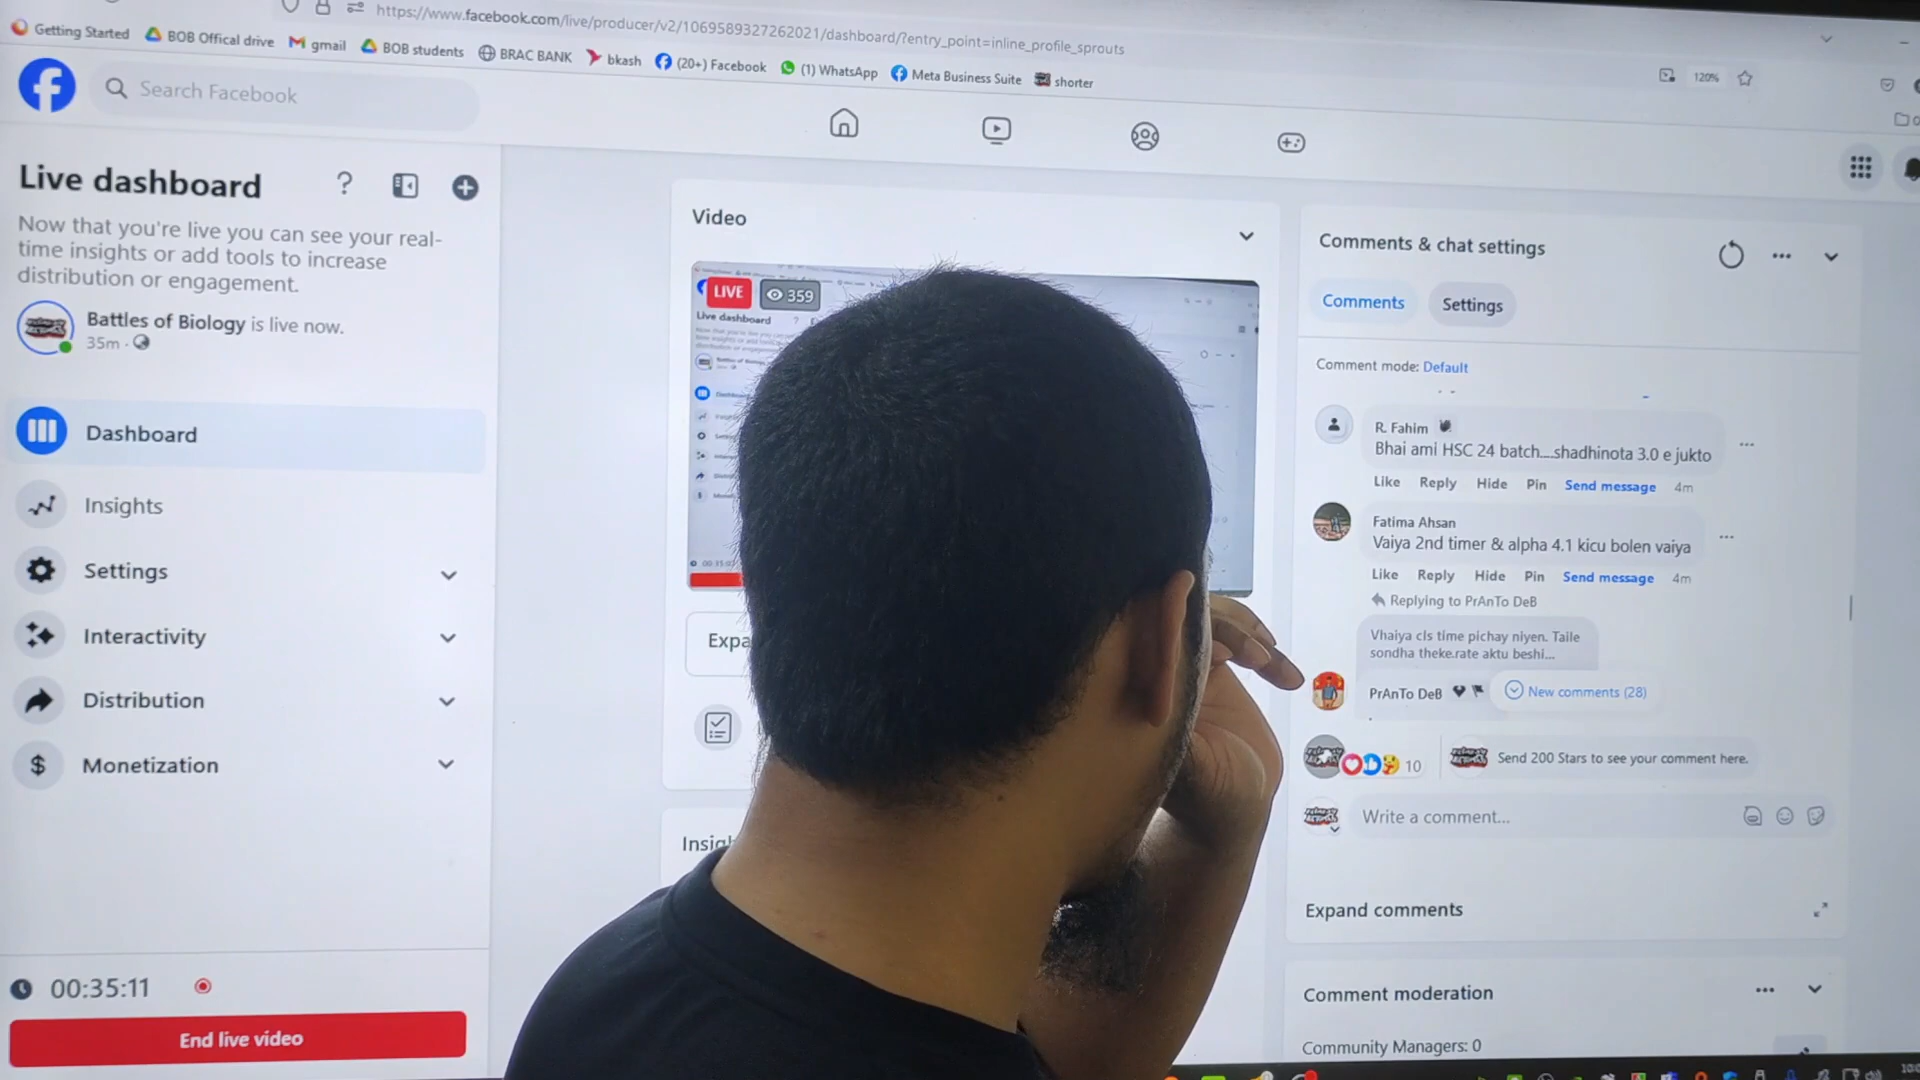 https://www.facebook.com/live/producer/v2/1069589327262021/dashboard/?entry_point=inline_profile_sprouts
Getting Started
BOB Offical drive
gmail
BOB students
BRAC BANK
bkash
(20+) Facebook
(1) WhatsApp
Meta Business Suite
shorter
120%
Search Facebook
Live dashboard
Now that you're live you can see your real-
time insights or add tools to increase
distribution or engagement.
Battles of Biology is live now.
35m
Dashboard
Insights
Settings
Interactivity
Distribution
Monetization
00:35:11
End live video
Video
LIVE
359
Live dashboard
Expa
Insig
Comments & chat settings
Comments
Settings
Comment mode: Default
R. Fahim
Bhai ami HSC 24 batch....shadhinota 3.0 e jukto
Like Reply Hide Pin Send message 4m
Fatima Ahsan
Vaiya 2nd timer & alpha 4.1 kicu bolen vaiya
Like Reply Hide Pin Send message 4m
Replying to PrAnTo DeB
Vhaiya cls time pichay niyen. Taile
sondha theke.rate aktu beshi...
PrAnTo DeB
New comments (28)
10
Send 200 Stars to see your comment here.
Write a comment...
Expand comments
Comment moderation
Community Managers: 0